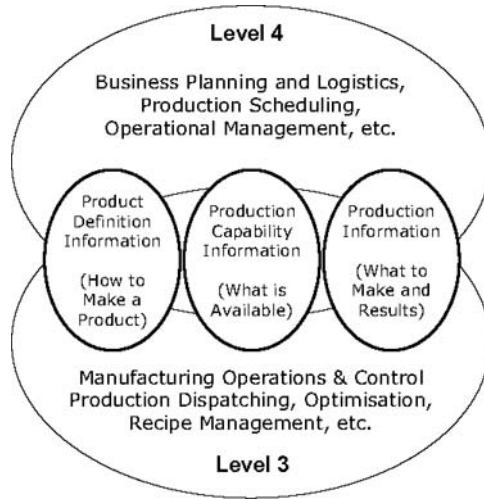 Level 4
Business Planning and Logistics,
Production Scheduling,
Operational Management, etc.
Product
Definition
Information
(How to
Make a
Product)
Production
Capability
Information
(What is
Available)
Production
Information
(What to
Make and
Results)
Manufacturing Operations & Control
Production Dispatching, Optimisation,
Recipe Management, etc.
Level 3